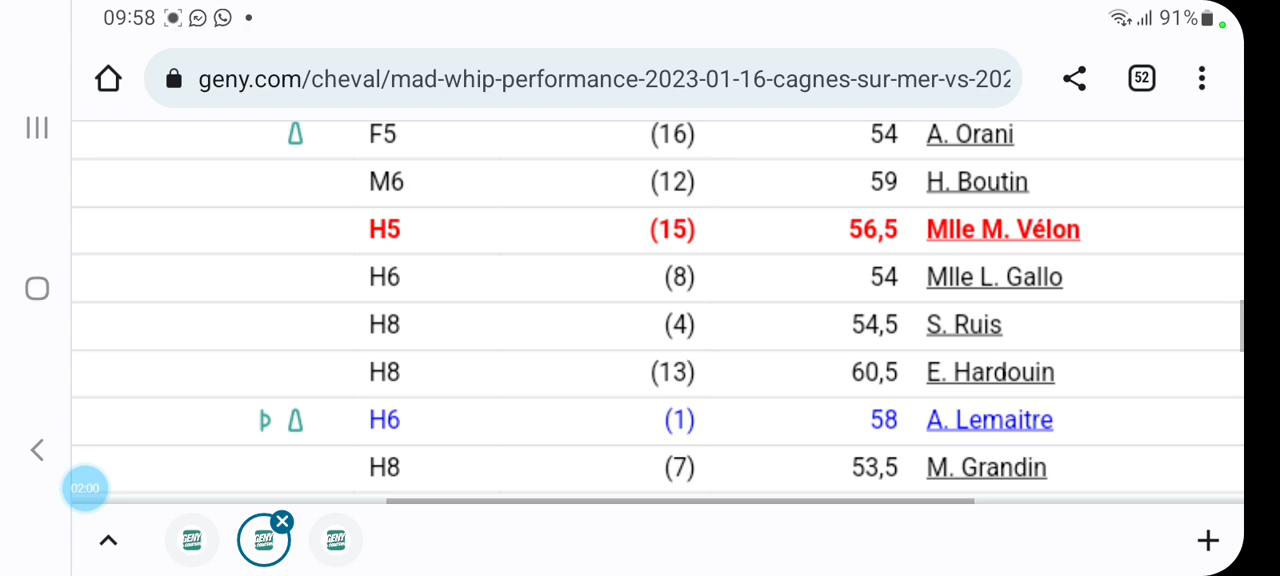 09:58 91%
geny.com/cheval/mad-whip-performance-2023-01-16-cagnes-sur-mer-vs-202 52
F5 (16) 54 A. Orani
M6 (12) 59 H. Boutin
H5 (15) 56,5 Mlle M. Vélon
H6 (8) 54 Mlle L. Gallo
H8 (4) 54,5 S. Ruis
H8 (13) 60,5 E. Hardouin
H6 (1) 58 A. Lemaitre
H8 (7) 53,5 M. Grandin
02:00
GENY GENY GENY